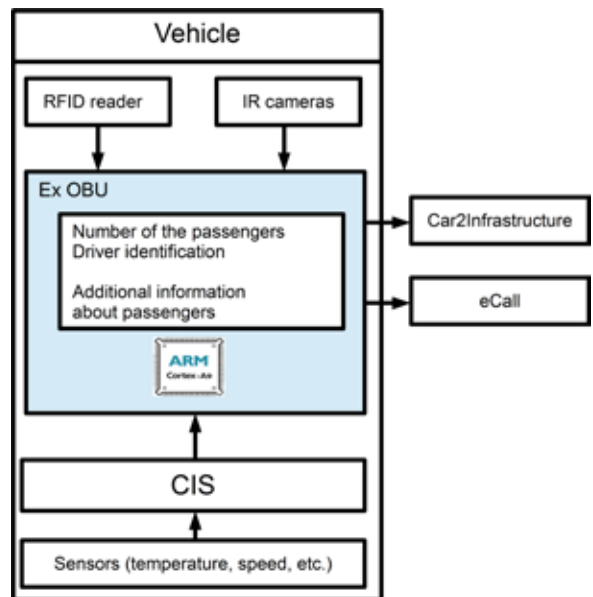 Vehicle
RFID reader
IR cameras
Ex OBU
Number of the passengers
Driver identification
Additional information
about passengers
ARM
Car2Infrastructure
eCall
CIS
Sensors (temperature, speed, etc.)